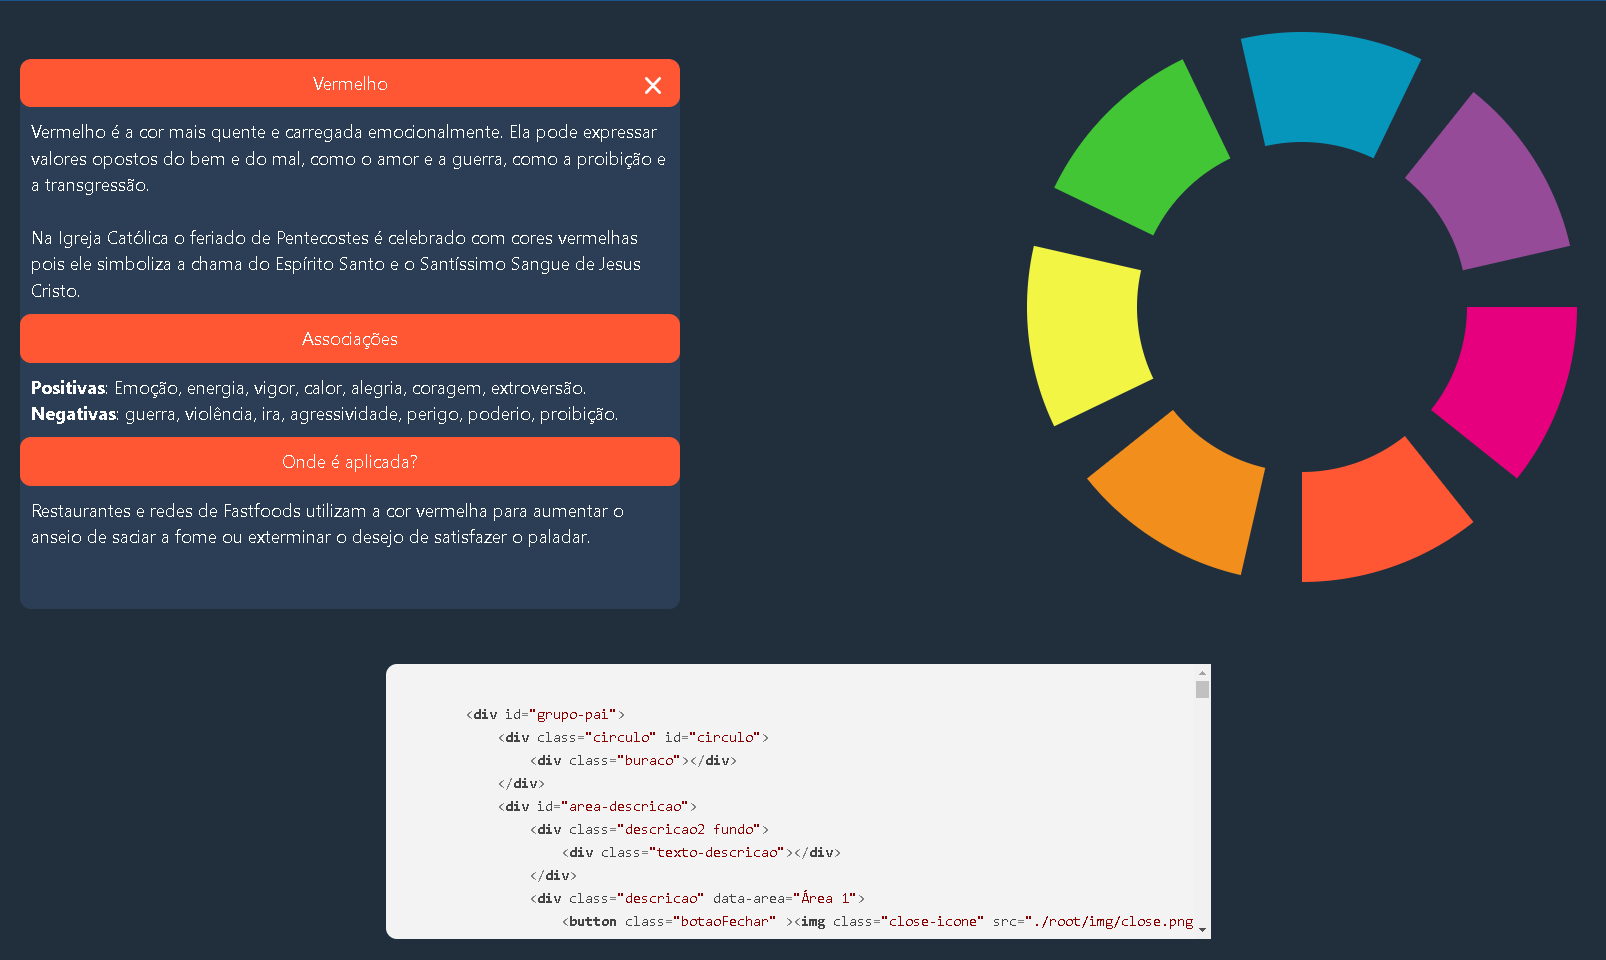 Vermelho
Vermelho é a cor mais quente e carregada emocionalmente. Ela pode expressar
valores opostos do bem e do mal, como o amor e a guerra, como a proibição e
a transgressão.
Na Igreja Católica o feriado de Pentecostes é celebrado com cores vermelhas
pois ele simboliza a chama do Espírito Santo e o Santíssimo Sangue de Jesus
Cristo.
Associações
Positivas: Emoção, energia, vigor, calor, alegria, coragem, extroversão.
Negativas: guerra, violência, ira, agressividade, perigo, poderio, proibição.
Onde é aplicada?
Restaurantes e redes de Fastfoods utilizam a cor vermelha para aumentar o
anseio de saciar a fome ou exterminar o desejo de satisfazer o paladar.
<div id="grupo-pai">
<div class="circulo" id="circulo">
<div class="buraco"></div>
</div>
<div id="area-descricao">
<div class="descricao2 fundo">
<div class="texto-descricao"></div>
</div>
<div class="descricao" data-area="Área 1">
<button class="botaoFechar" ><img class="close-icone" src="./root/img/close.png